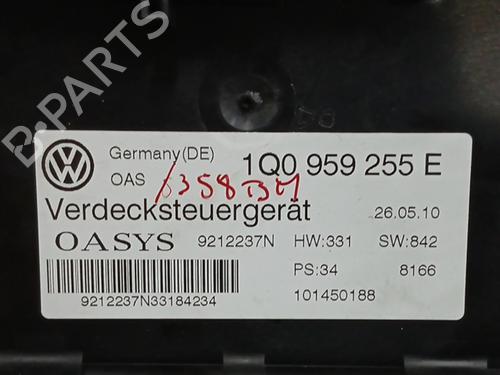 B-PARTS
Germany(DE)
OAS
1Q0 959 255 E
Verdecksteuergerät
26.05.10
OASYS
9212237N
HW:331
SW:842
PS:34
8166
9212237N33184234
101450188